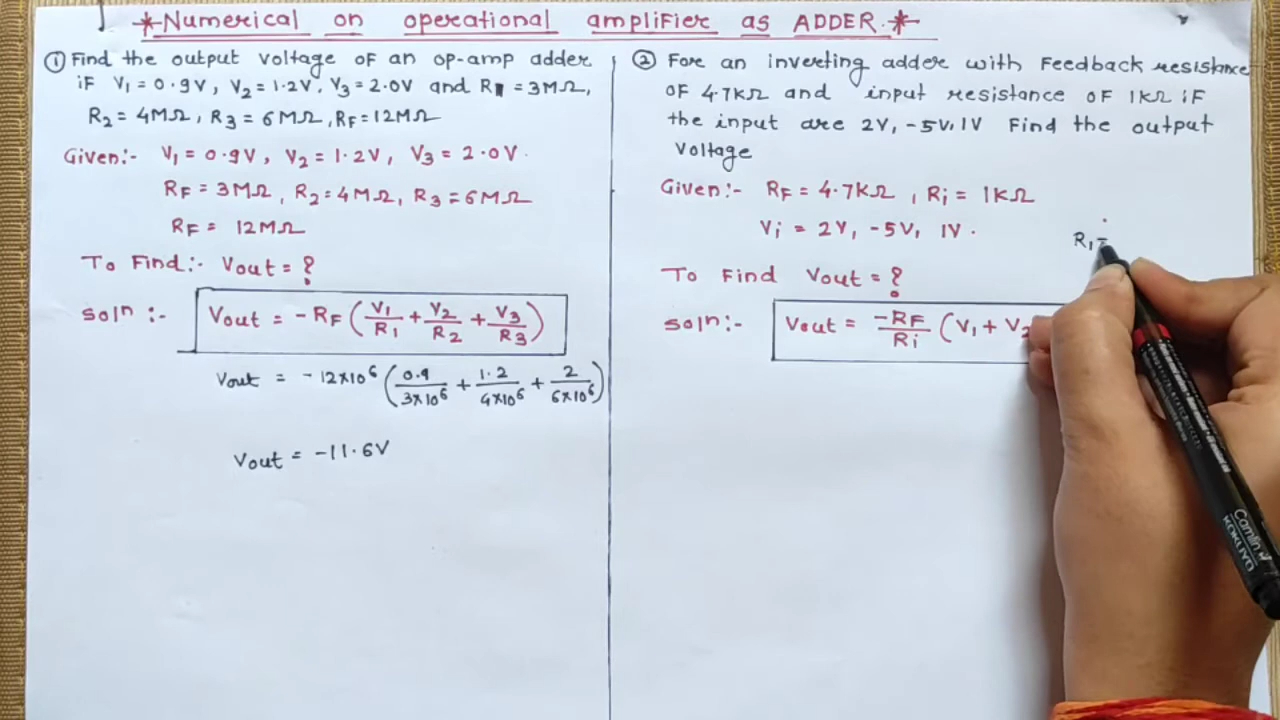 *Numerical on operational amplifier as ADDER.*
① Find the output voltage of an op-amp adder
if V1 = 0.9V, V2 = 1.2V, V3 = 2.0V and R1 = 3MΩ,
R2 = 4MΩ, R3 = 6MΩ, RF = 12MΩ
Given:- V1 = 0.9V, V2 = 1.2V, V3 = 2.0V.
RF = 3MΩ, R2 = 4MΩ, R3 = 6MΩ
RF = 12MΩ
To Find:- Vout = ?
Soln :- Vout = -RF (V1/R1 + V2/R2 + V3/R3)
Vout = -12×10⁶ (0.9/3×10⁶ + 1.2/4×10⁶ + 2/6×10⁶)
Vout = -11.6V
② Fore an inverting adder with Feedback resistance
of 4.7KΩ and input resistance of 1KΩ if
the input are 2V, -5V, 1V Find the output
Voltage
Given:- RF = 4.7KΩ, Ri = 1KΩ
Vi = 2V, -5V, 1V.
R1 =
To Find Vout = ?
Soln:- Vout = -RF/Ri (V1 + V2
Camlin
KOKUYO